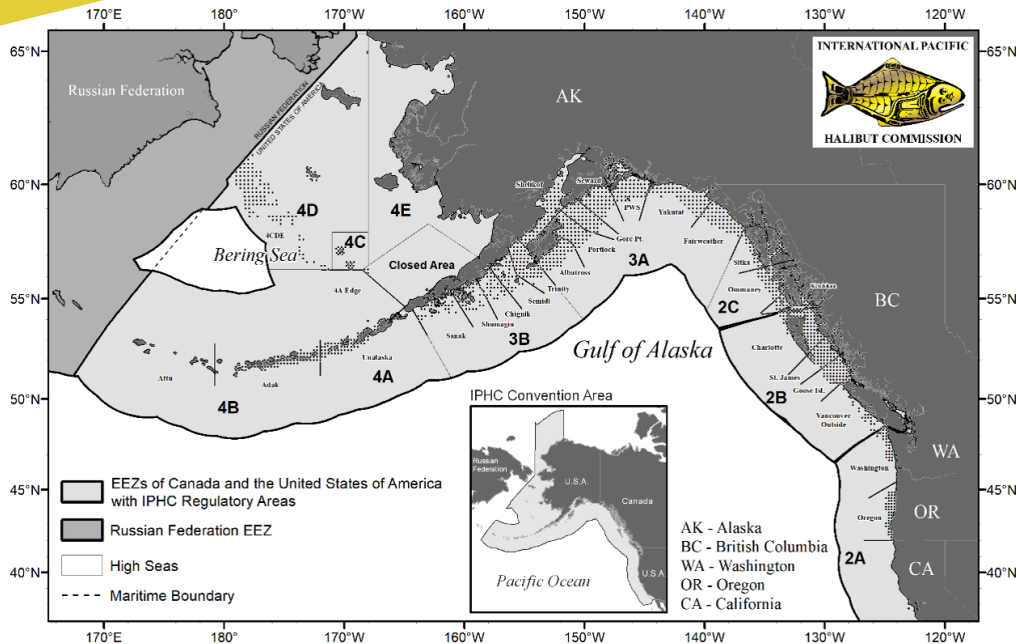 170°E
180°
170°W
160°W
150°W
140°W
130°W
120°W
65°N
65°N
INTERNATIONAL PACIFIC
HALIBUT COMMISSION
Russian Federation
RUSSIAN FEDERATION
UNITED STATES OF AMERICA
AK
60°N
60°N
Shelikof
Seward
PWS
Yakutat
Fairweather
4D
4E
4CDE
4C
Gore Pt.
Portlock
3A
Bering Sea
Closed Area
Albatross
Sitka
4A Edge
Trinity
Semidi
Ommaney
Ketchikan
55°N
55°N
Chignik
Shumagin
Sanak
3B
2C
BC
Gulf of Alaska
Charlotte
Unalaska
Attu
Adak
4A
St. James
Goose Isl.
2B
50°N
50°N
4B
IPHC Convention Area
Vancouver
Outside
WA
Russian
Federation
U.S.A.
Canada
U.S.A.
Pacific Ocean
Washington
45°N
45°N
Oregon
OR
2A
CA
40°N
40°N
EEZs of Canada and the United States of America
with IPHC Regulatory Areas
Russian Federation EEZ
High Seas
Maritime Boundary
AK - Alaska
BC - British Columbia
WA - Washington
OR - Oregon
CA - California
170°E
180°
170°W
160°W
150°W
140°W
130°W
120°W